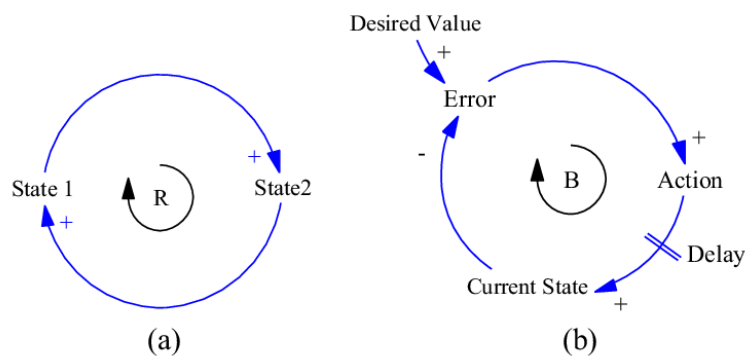 State 1
+
State2
+
R
(a)
Desired Value
+
Error
+
Action
Delay
+
Current State
-
B
(b)